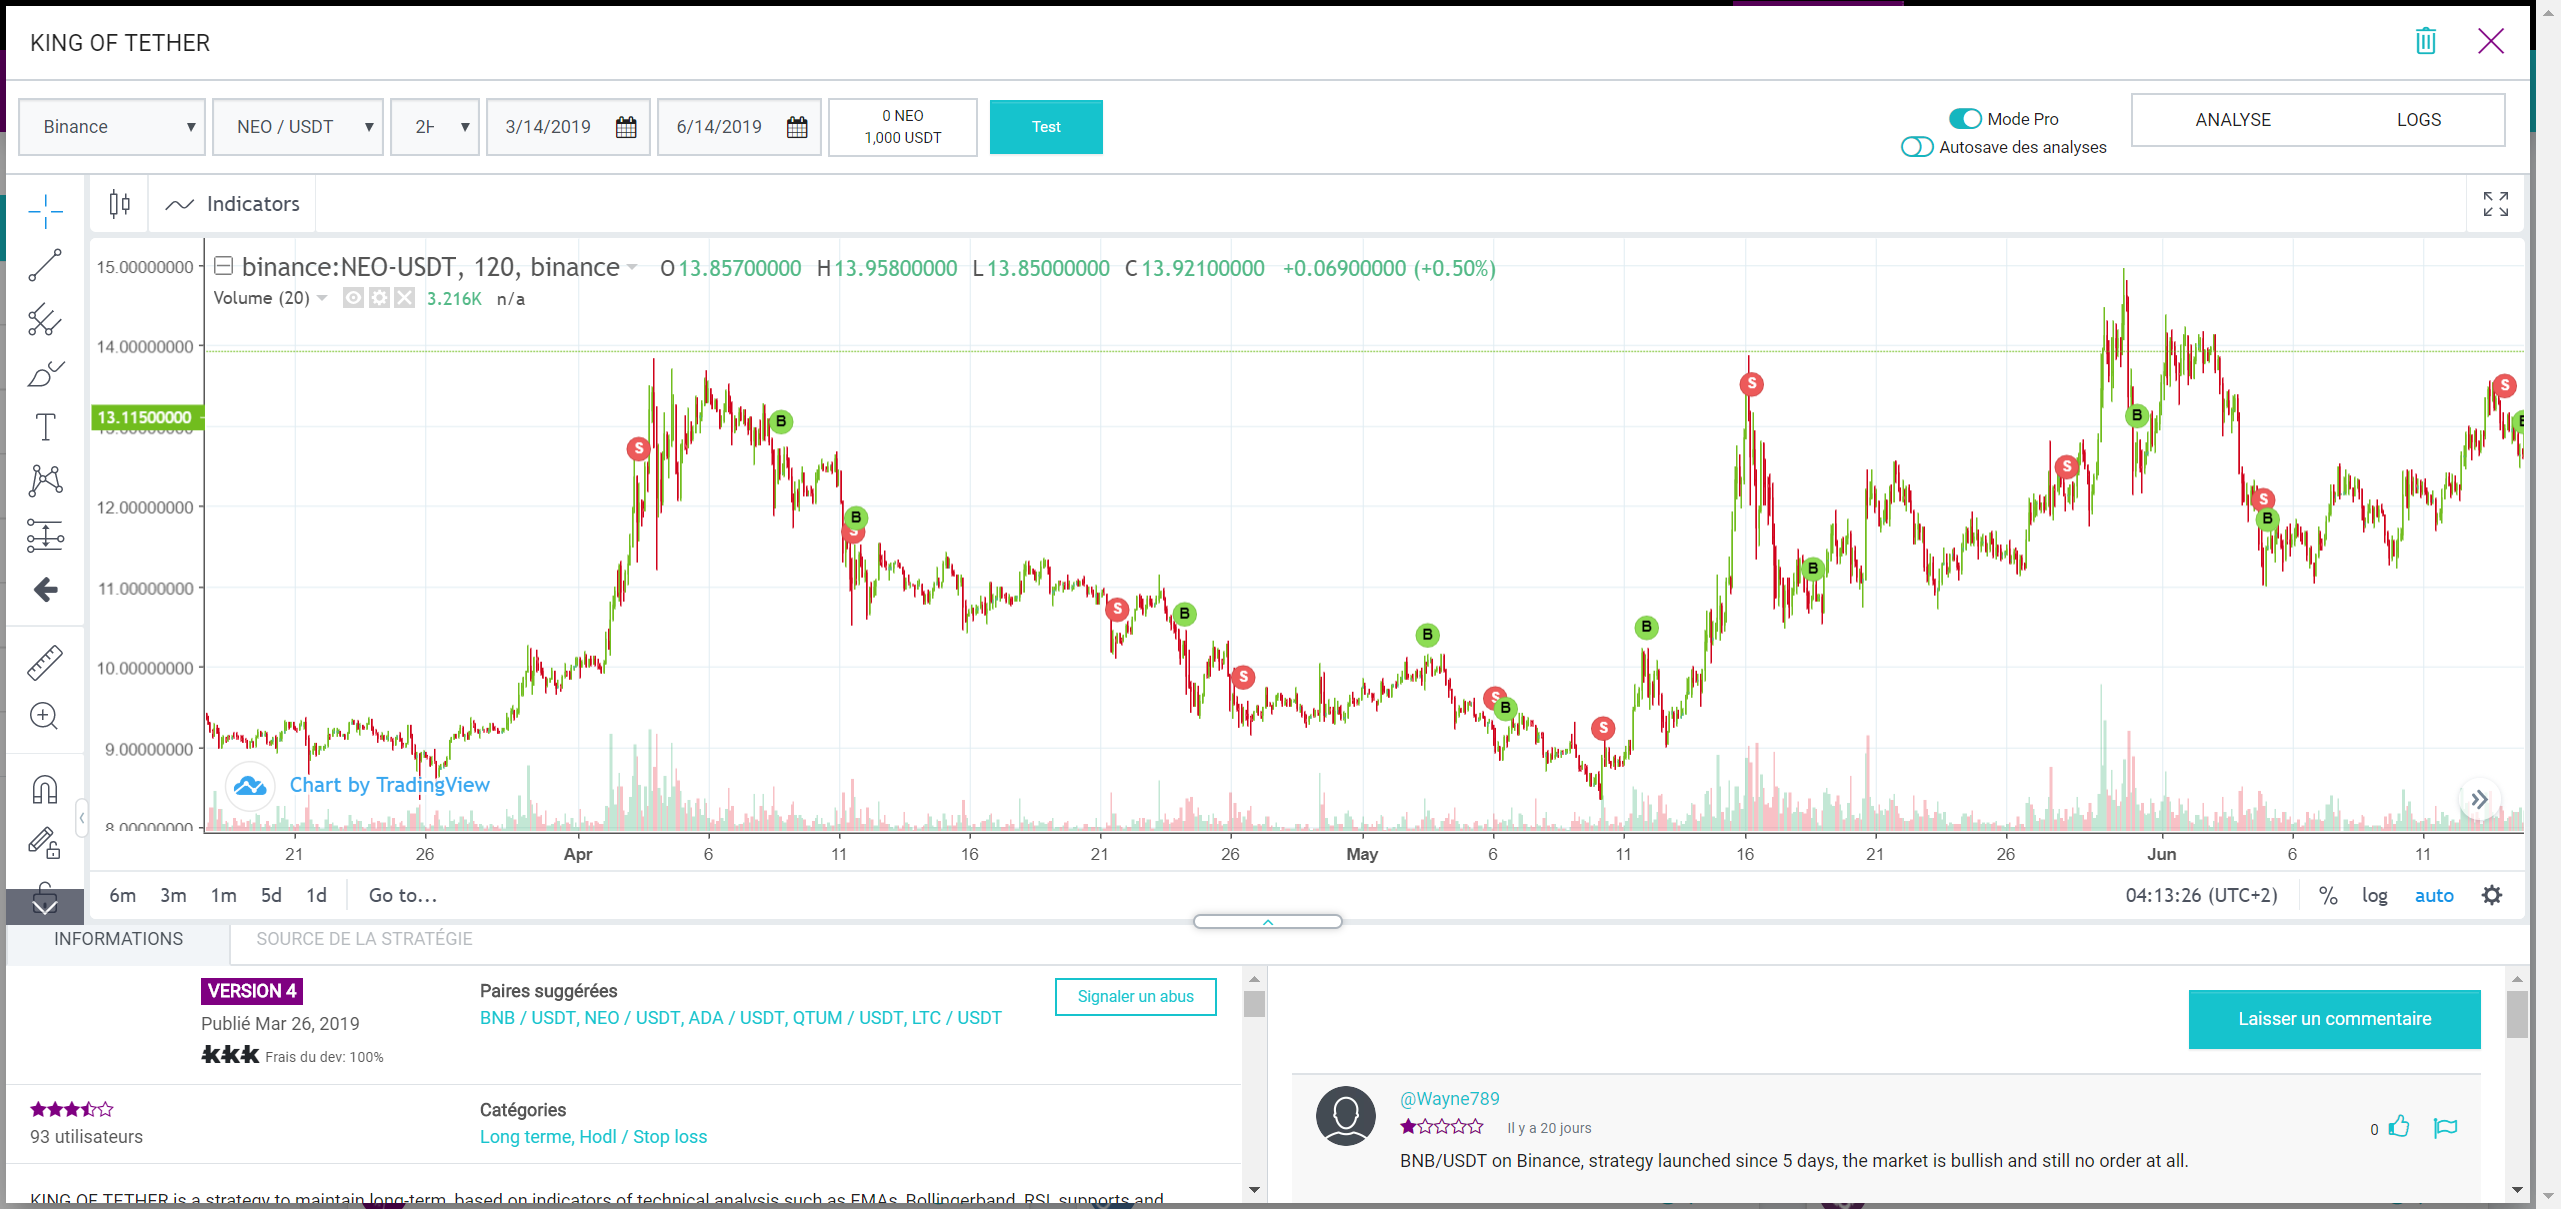 KING OF TETHER
Binance
NEO / USDT
2H
3/14/2019
6/14/2019
0 NEO
1,000 USDT
Test
Mode Pro
Autosave des analyses
ANALYSE
LOGS
Indicators
binance:NEO-USDT, 120, binance
O 13.85700000 H 13.95800000 L 13.85000000 C 13.92100000 +0.06900000 (+0.50%)
Volume (20) 3.216K n/a
15.00000000
14.00000000
13.11500000
13.00000000
12.00000000
11.00000000
10.00000000
9.00000000
8.00000000
S
B
B
S
S
B
S
B
S
B
S
B
S
B
S
B
S
B
S
B
Chart by TradingView
21 26 Apr 6 11 16 21 26 May 6 11 16 21 26 Jun 6 11
6m 3m 1m 5d 1d Go to...
04:13:26 (UTC+2) % log auto
INFORMATIONS
SOURCE DE LA STRATÉGIE
VERSION 4
Publié Mar 26, 2019
Frais du dev: 100%
Paires suggérées
BNB / USDT, NEO / USDT, ADA / USDT, QTUM / USDT, LTC / USDT
Signaler un abus
93 utilisateurs
Catégories
Long terme, Hodl / Stop loss
KING OF TETHER is a strategy to maintain long-term, based on indicators of technical analysis such as EMAs, Bollingerband, RSI, supports and
Laisser un commentaire
@Wayne789
Il y a 20 jours
0
BNB/USDT on Binance, strategy launched since 5 days, the market is bullish and still no order at all.